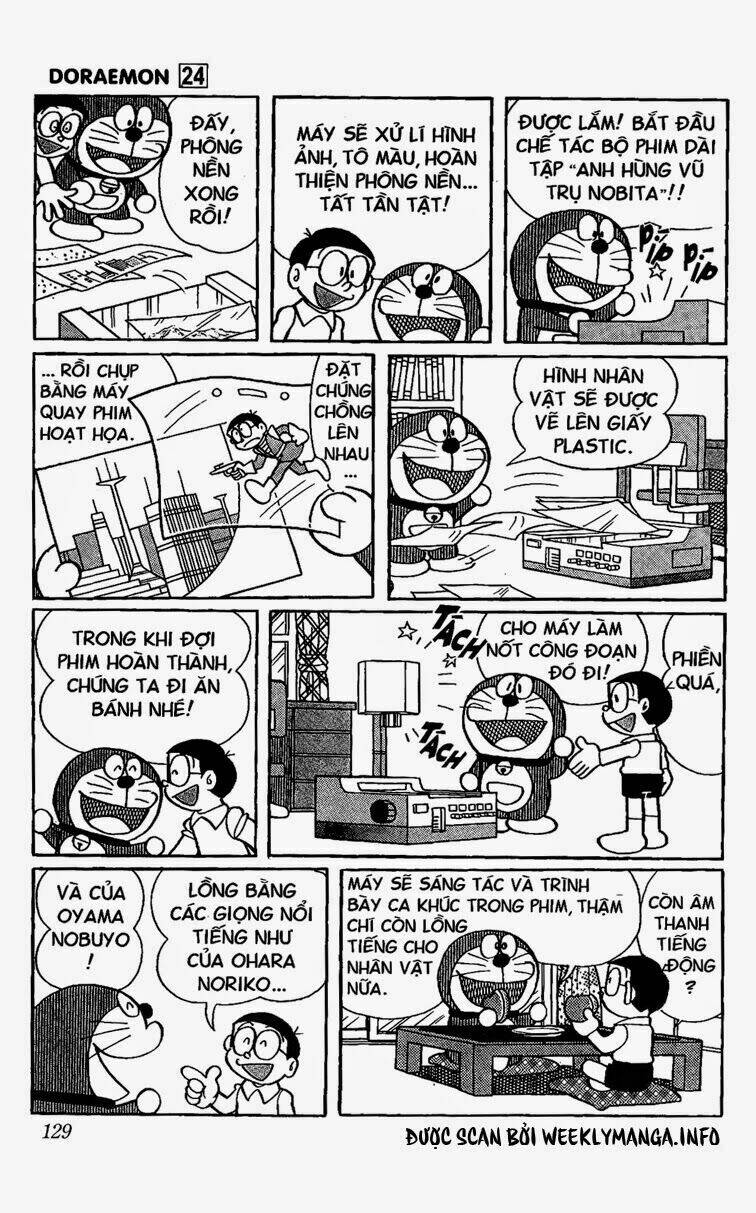 DORAEMON 24
ĐƯỢC LẮM! BẮT ĐẦU
CHẾ TÁC BỘ PHIM DÀI
TẬP “ANH HÙNG VŨ
TRỤ NOBITA”!!
PÍP
PÍP
MÁY SẼ XỬ LÍ HÌNH
ẢNH, TÔ MÀU, HOÀN
THIỆN PHÔNG NỀN...
TẤT TẦN TẬT!
ĐẤY,
PHÔNG
NỀN
XONG
RỒI!
HÌNH NHÂN
VẬT SẼ ĐƯỢC
VẼ LÊN GIẤY
PLASTIC.
ĐẶT
CHÚNG
CHỒNG
LÊN
NHAU
...
... RỒI CHỤP
BẰNG MÁY
QUAY PHIM
HOẠT HỌA.
PHIỀN
QUÁ,
CHO MÁY LÀM
NỐT CÔNG ĐOẠN
ĐÓ ĐI!
TÁCH
TÁCH
TRONG KHI ĐỢI
PHIM HOÀN THÀNH,
CHÚNG TA ĐI ĂN
BÁNH NHÉ!
CÒN ÂM
THANH
TIẾNG
ĐỘNG
?
MÁY SẼ SÁNG TÁC VÀ TRÌNH
BÀY CA KHÚC TRONG PHIM, THẬM
CHÍ CÒN LỒNG
TIẾNG CHO
NHÂN VẬT
NỮA.
LỒNG BẰNG
CÁC GIỌNG NỔI
TIẾNG NHƯ
CỦA OHARA
NORIKO...
VÀ CỦA
OYAMA
NOBUYO
!
129
ĐƯỢC SCAN BỞI WEEKLYMANGA.INFO